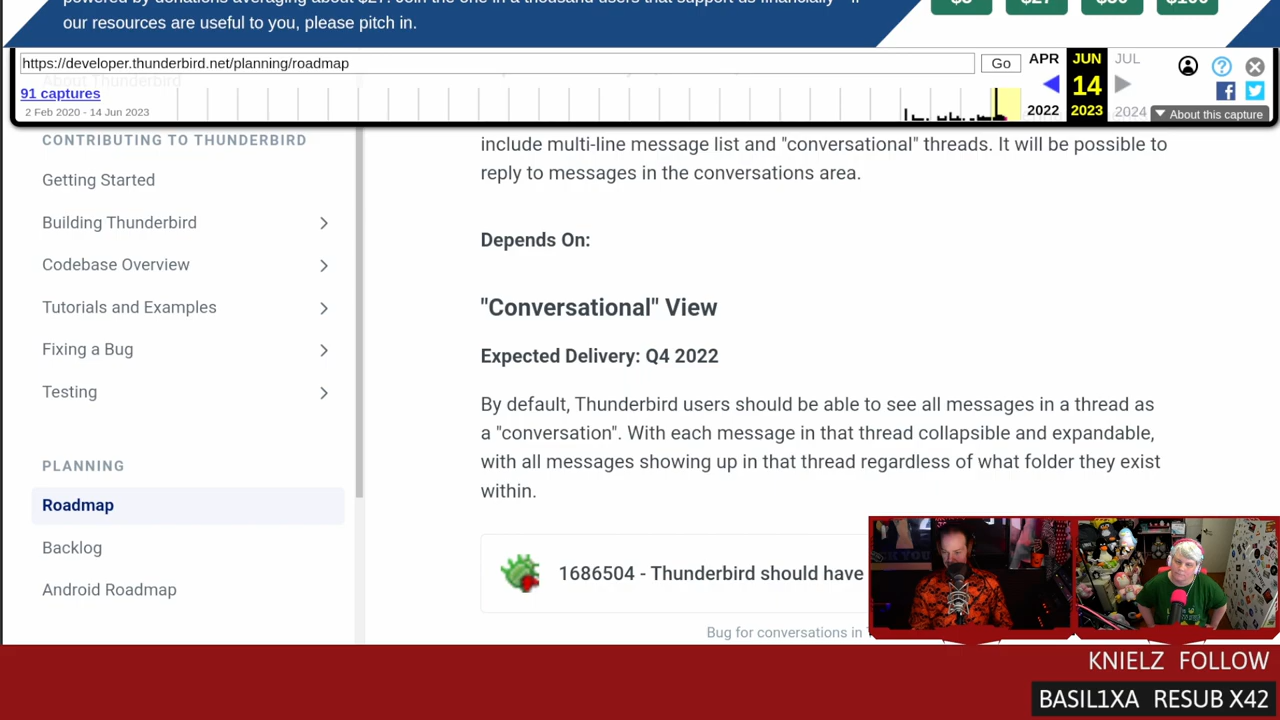 our resources are useful to you, please pitch in.
https://developer.thunderbird.net/planning/roadmap
Go
APR
JUN
JUL
91 captures
14
2 Feb 2020 - 14 Jun 2023
2022
2023
2024
About this capture
CONTRIBUTING TO THUNDERBIRD
Getting Started
Building Thunderbird
Codebase Overview
Tutorials and Examples
Fixing a Bug
Testing
PLANNING
Roadmap
Backlog
Android Roadmap
include multi-line message list and "conversational" threads. It will be possible to
reply to messages in the conversations area.
Depends On:
"Conversational" View
Expected Delivery: Q4 2022
By default, Thunderbird users should be able to see all messages in a thread as
a "conversation". With each message in that thread collapsible and expandable,
with all messages showing up in that thread regardless of what folder they exist
within.
1686504 - Thunderbird should have
Bug for conversations in
KNIELZ FOLLOW
BASIL1XA RESUB X42